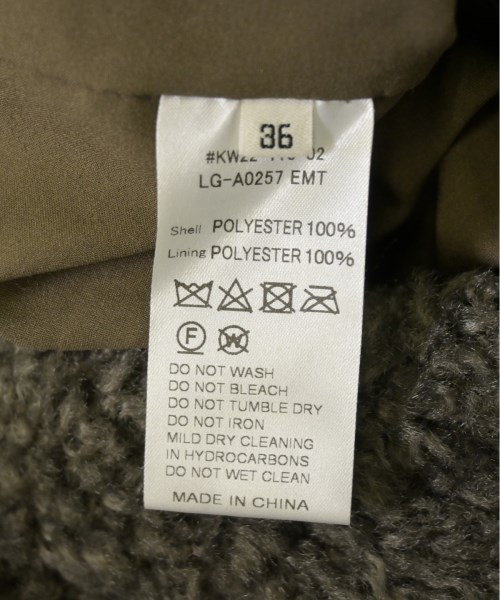 36
LG-A0257 EMT
Shell POLYESTER 100%
Lining POLYESTER 100%
F W
DO NOT WASH
DO NOT BLEACH
DO NOT TUMBLE DRY
DO NOT IRON
MILD DRY CLEANING
IN HYDROCARBONS
DO NOT WET CLEAN
MADE IN CHINA